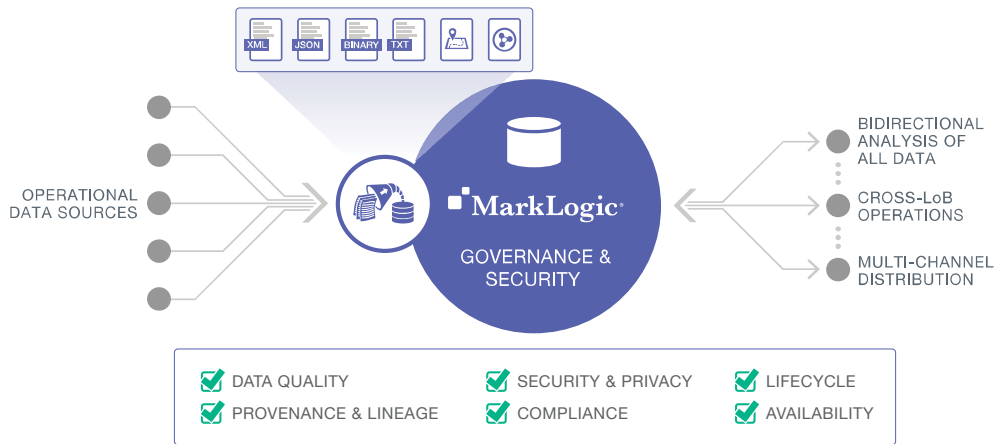 XML
JSON
BINARY
TXT
OPERATIONAL
DATA SOURCES
MarkLogic®
GOVERNANCE &
SECURITY
BIDIRECTIONAL
ANALYSIS OF
ALL DATA
CROSS-LoB
OPERATIONS
MULTI-CHANNEL
DISTRIBUTION
DATA QUALITY
SECURITY & PRIVACY
LIFECYCLE
PROVENANCE & LINEAGE
COMPLIANCE
AVAILABILITY